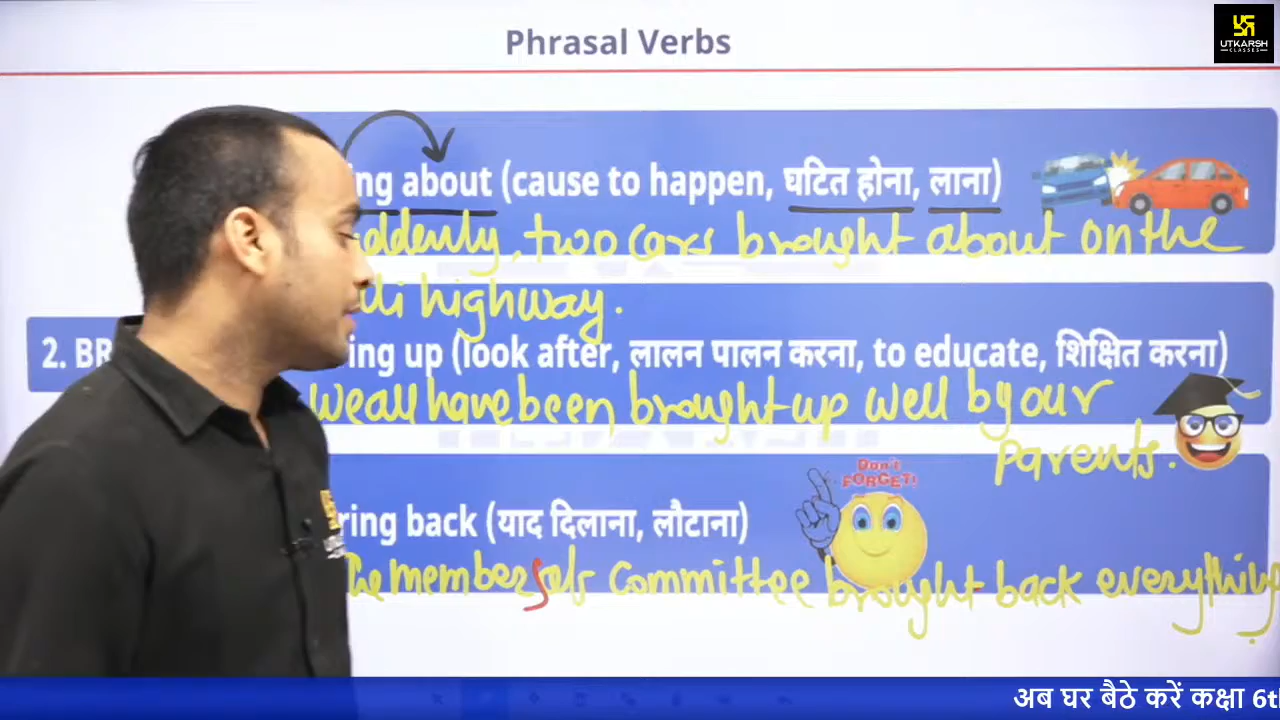 Phrasal Verbs
UTKARSH
CLASSES
ing about (cause to happen, घटित होना, लाना)
ddenly, two cars brought about on the
highway.
2. BR ing up (look after, लालन पालन करना, to educate, शिक्षित करना)
we all have been brought up well by our
parents.
Don't
FORGET!
ring back (याद दिलाना, लौटाना)
members committee brought back everything
अब घर बैठे करें कक्षा 6t